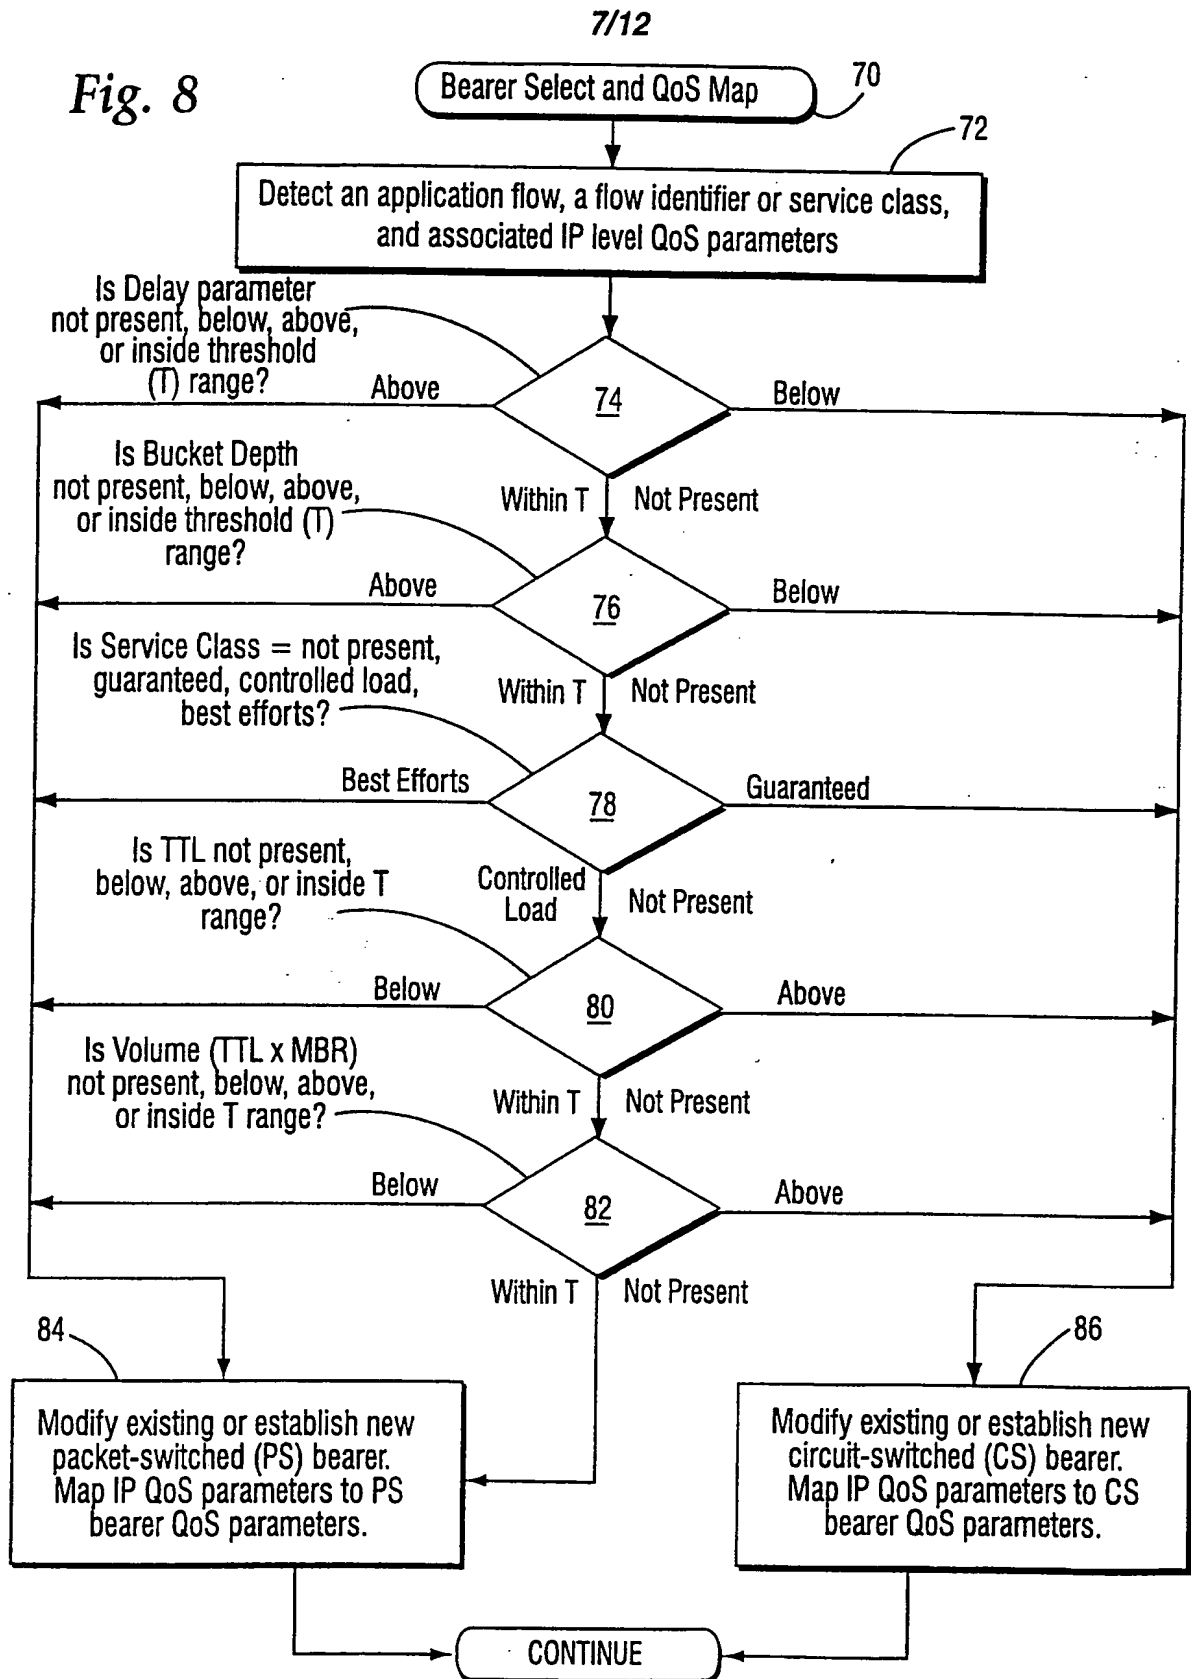 7/12
Fig. 8
Bearer Select and QoS Map
70
72
Detect an application flow, a flow identifier or service class,
and associated IP level QoS parameters
Is Delay parameter
not present, below, above,
or inside threshold
(T) range?
Above
74
Below
Within T
Not Present
Is Bucket Depth
not present, below, above,
or inside threshold (T)
range?
Above
76
Below
Within T
Not Present
Is Service Class = not present,
guaranteed, controlled load,
best efforts?
Best Efforts
78
Guaranteed
Controlled
Load
Not Present
Is TTL not present,
below, above, or inside T
range?
Below
80
Above
Within T
Not Present
Is Volume (TTL x MBR)
not present, below, above,
or inside T range?
Below
82
Above
Within T
Not Present
84
Modify existing or establish new
packet-switched (PS) bearer.
Map IP QoS parameters to PS
bearer QoS parameters.
86
Modify existing or establish new
circuit-switched (CS) bearer.
Map IP QoS parameters to CS
bearer QoS parameters.
CONTINUE